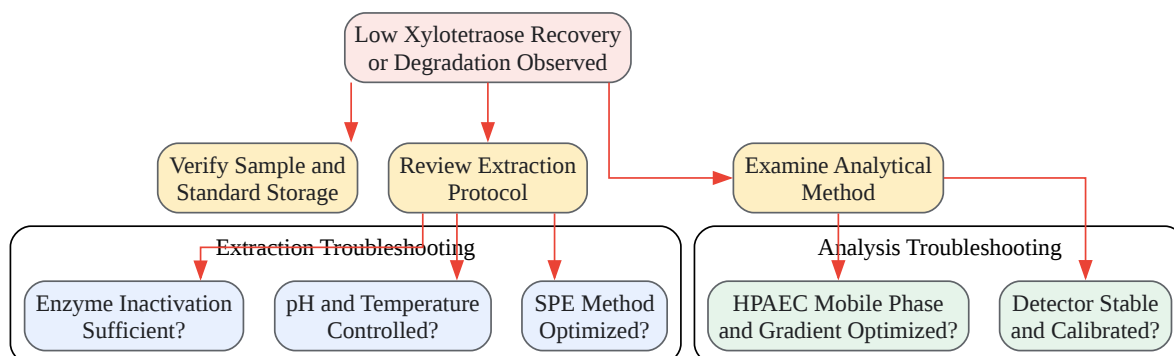 Low Xylotetraose Recovery
or Degradation Observed
Verify Sample and
Standard Storage
Review Extraction
Protocol
Examine Analytical
Method
Extraction Troubleshooting
Analysis Troubleshooting
Enzyme Inactivation
Sufficient?
pH and Temperature
Controlled?
SPE Method
Optimized?
HPAEC Mobile Phase
and Gradient Optimized?
Detector Stable
and Calibrated?